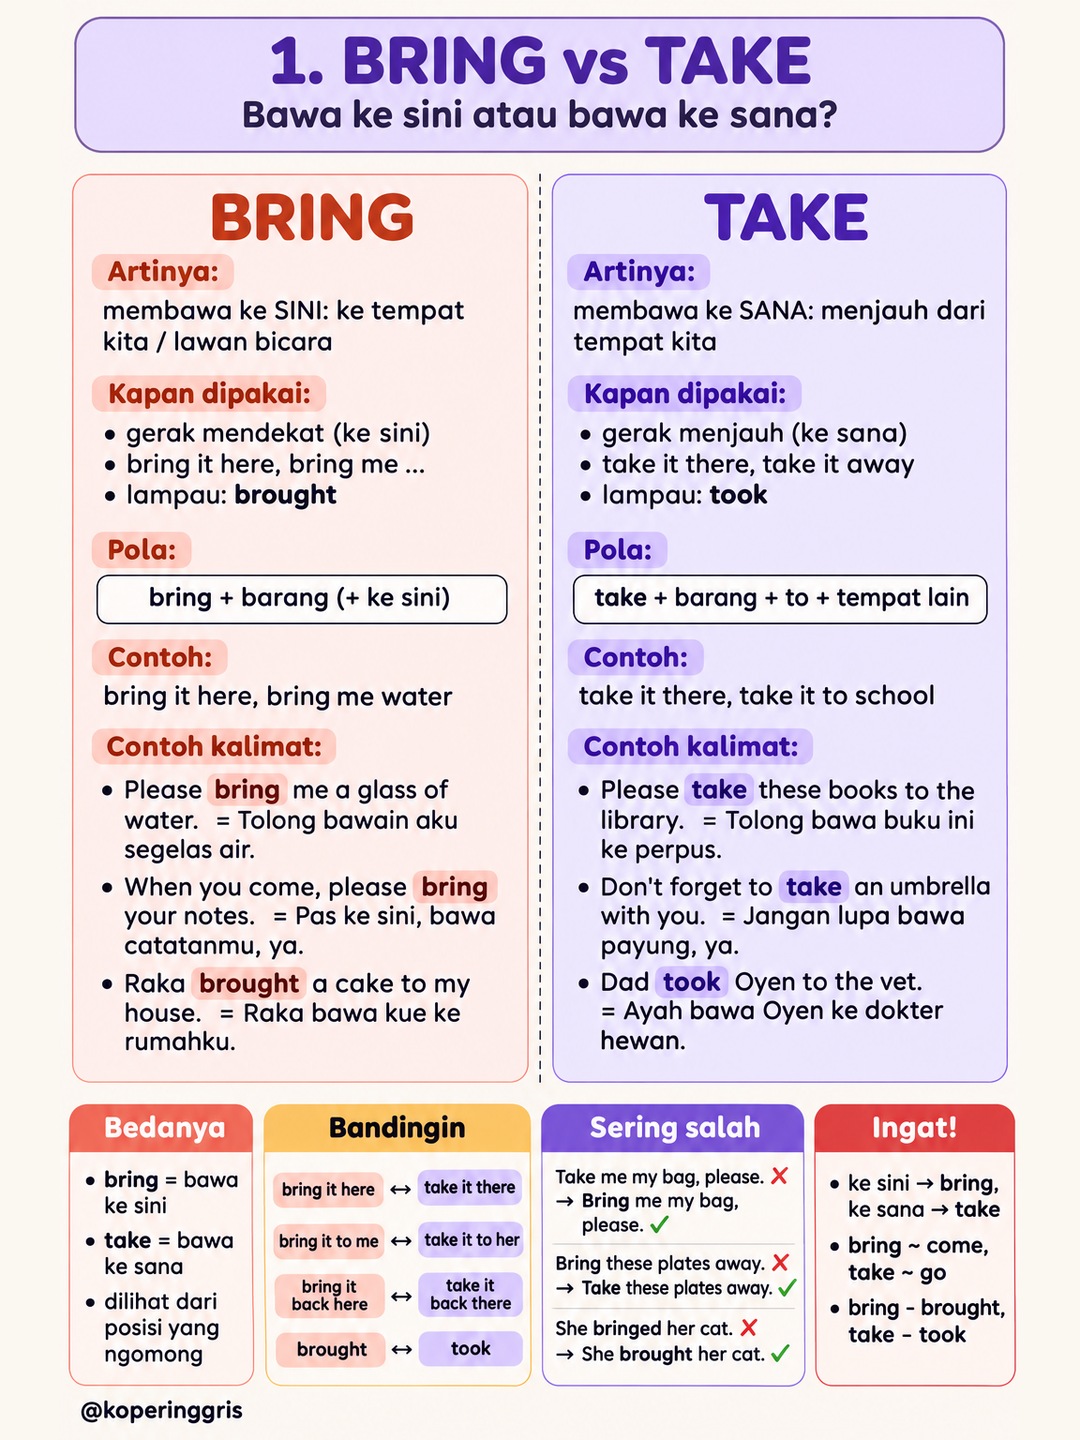 1. BRING vs TAKE
Bawa ke sini atau bawa ke sana?
BRING
Artinya:
membawa ke SINI: ke tempat
kita / lawan bicara
Kapan dipakai:
• gerak mendekat (ke sini)
• bring it here, bring me ...
• lampau: brought
Pola:
bring + barang (+ ke sini)
Contoh:
bring it here, bring me water
Contoh kalimat:
• Please bring me a glass of
water. = Tolong bawain aku
segelas air.
• When you come, please bring
your notes. = Pas ke sini, bawa
catatanmu, ya.
• Raka brought a cake to my
house. = Raka bawa kue ke
rumahku.
TAKE
Artinya:
membawa ke SANA: menjauh dari
tempat kita
Kapan dipakai:
• gerak menjauh (ke sana)
• take it there, take it away
• lampau: took
Pola:
take + barang + to + tempat lain
Contoh:
take it there, take it to school
Contoh kalimat:
• Please take these books to the
library. = Tolong bawa buku ini
ke perpus.
• Don't forget to take an umbrella
with you. = Jangan lupa bawa
payung, ya.
• Dad took Oyen to the vet.
= Ayah bawa Oyen ke dokter
hewan.
Bedanya
• bring = bawa
ke sini
• take = bawa
ke sana
• dilihat dari
posisi yang
ngomong
Bandingin
bring it here ↔ take it there
bring it to me ↔ take it to her
bring it
back here ↔ take it
back there
brought ↔ took
Sering salah
Take me my bag, please. ❌
→ Bring me my bag,
please. ✓
Bring these plates away. ❌
→ Take these plates away. ✓
She bringed her cat. ❌
→ She brought her cat. ✓
Ingat!
• ke sini → bring,
ke sana → take
• bring ~ come,
take ~ go
• bring - brought,
take - took
@koperinggris